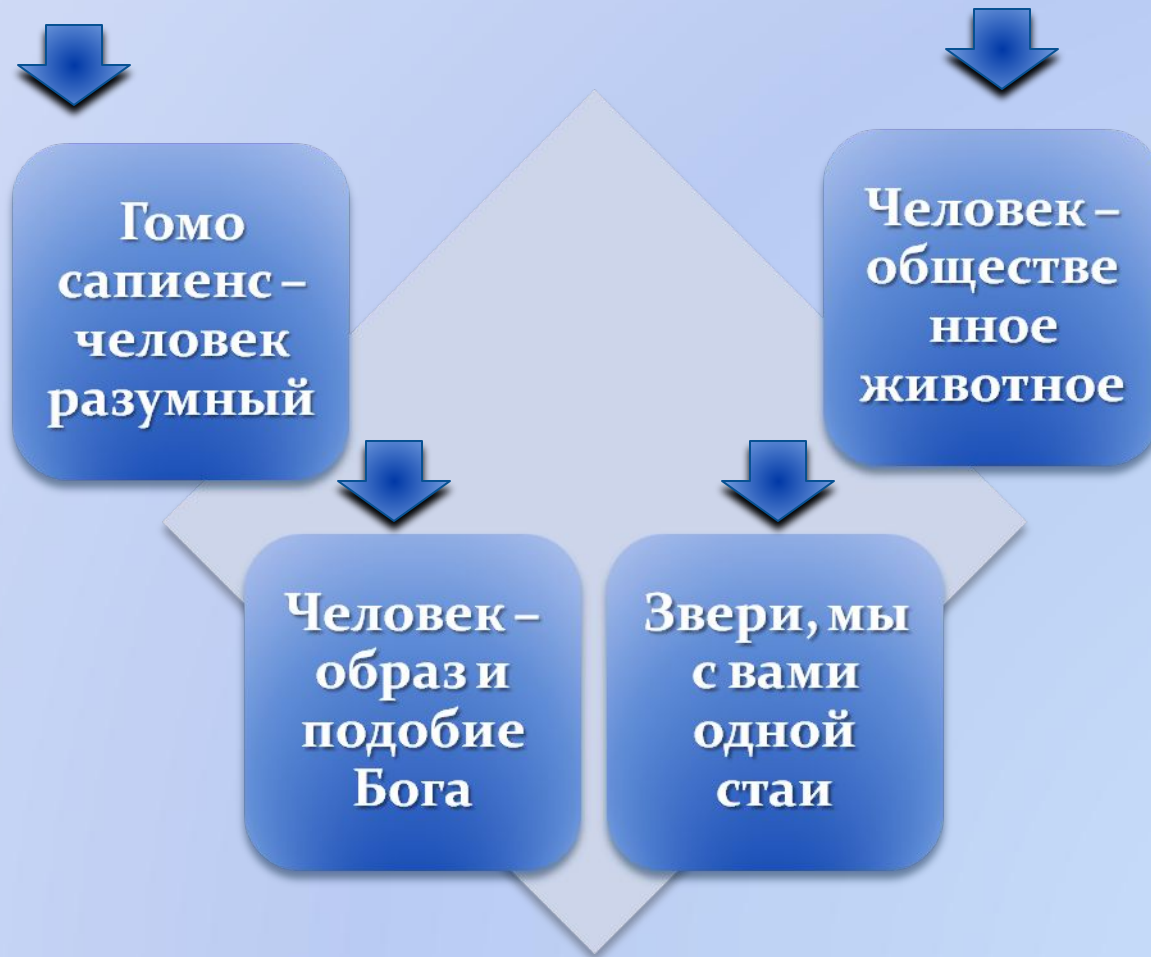 Гомо
сапиенс –
человек
разумный
Человек –
обществе
нное
животное
Человек –
образ и
подобие
Бога
Звери, мы
с вами
одной
стаи